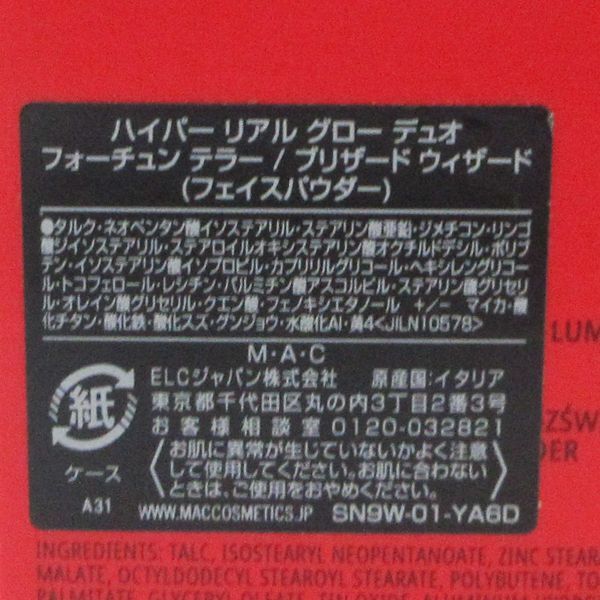 ハイパー リアル グロー デュオ
フォーチュン テラー / ブリザード ウィザード
(フェイスパウダー)
●タルク・ネオペンタン酸イソステアリル・ステアリン酸亜鉛・ジメチコン・リンゴ
酸ジイソステアリル・ステアロイルオキシステアリン酸オクチルドデシル・ポリブ
テン・イソステアリン酸イソプロピル・カプリリルグリコール・ヘキシレングリコー
ル・トコフェロール・レシチン・パルミチン酸アスコルビル・ステアリン酸グリセリ
ル・オレイン酸グリセリル・クエン酸・フェノキシエタノール +/− マイカ・酸
化チタン・酸化鉄・酸化スズ・グンジョウ・水酸化Al・黄4<JILN10578>
M・A・C
ELCジャパン株式会社 原産国:イタリア
東京都千代田区丸の内3丁目2番3号
お客様相談室 0120-032821
紙
ケース
A31
お肌に異常が生じていないかよく注意
して使用してください。お肌にあわない
ときは、ご使用をおやめください。
WWW.MACCOSMETICS.JP SN9W-01-YA6D
LUM
ZŚW
DER
INGREDIENTS: TALC, ISOSTEARYL NEOPENTANOATE, ZINC STEAR
MALATE, OCTYLDODECYL STEAROYL STEARATE, POLYBUTENE, TO